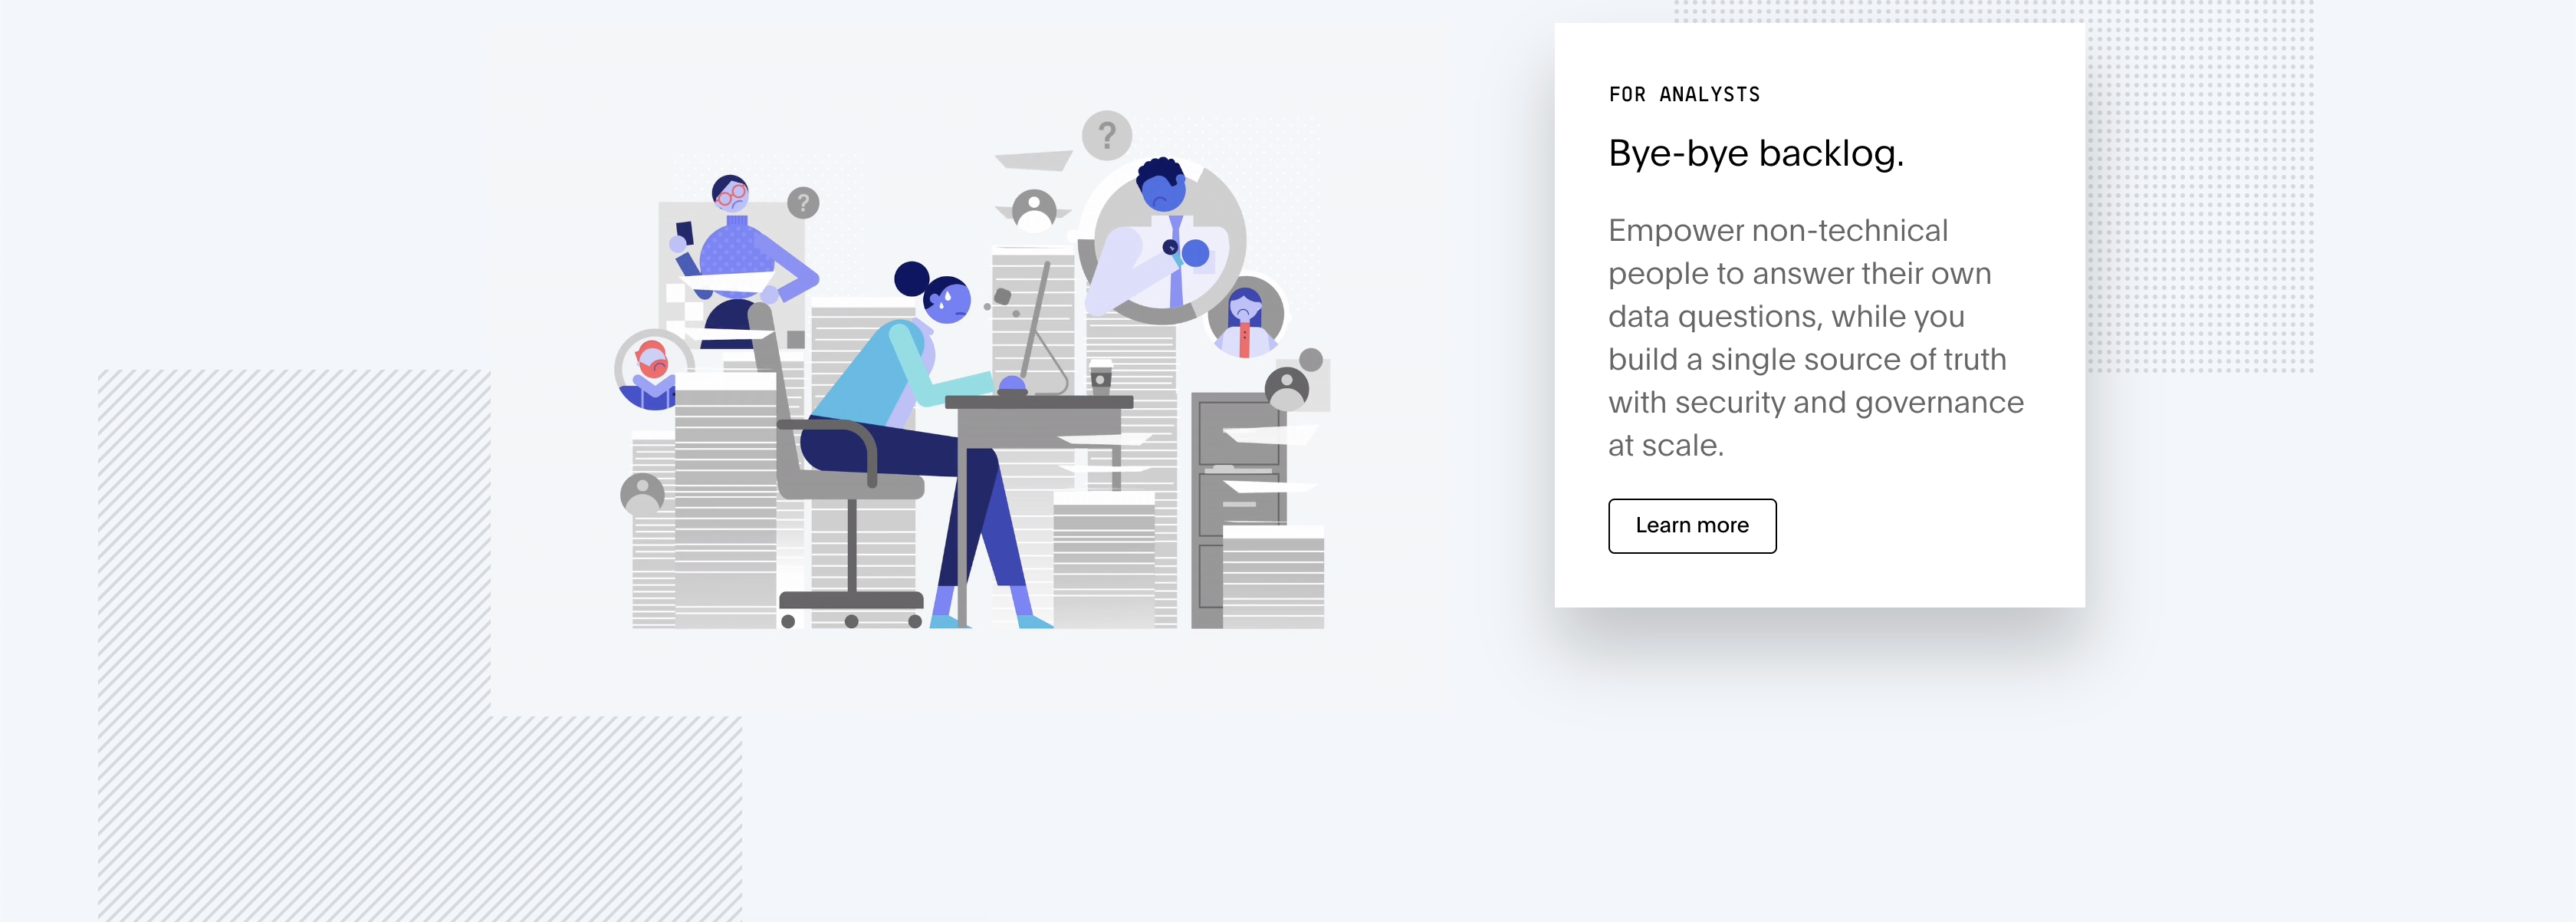 ?
?
FOR ANALYSTS
Bye-bye backlog.
Empower non-technical
people to answer their own
data questions, while you
build a single source of truth
with security and governance
at scale.
Learn more